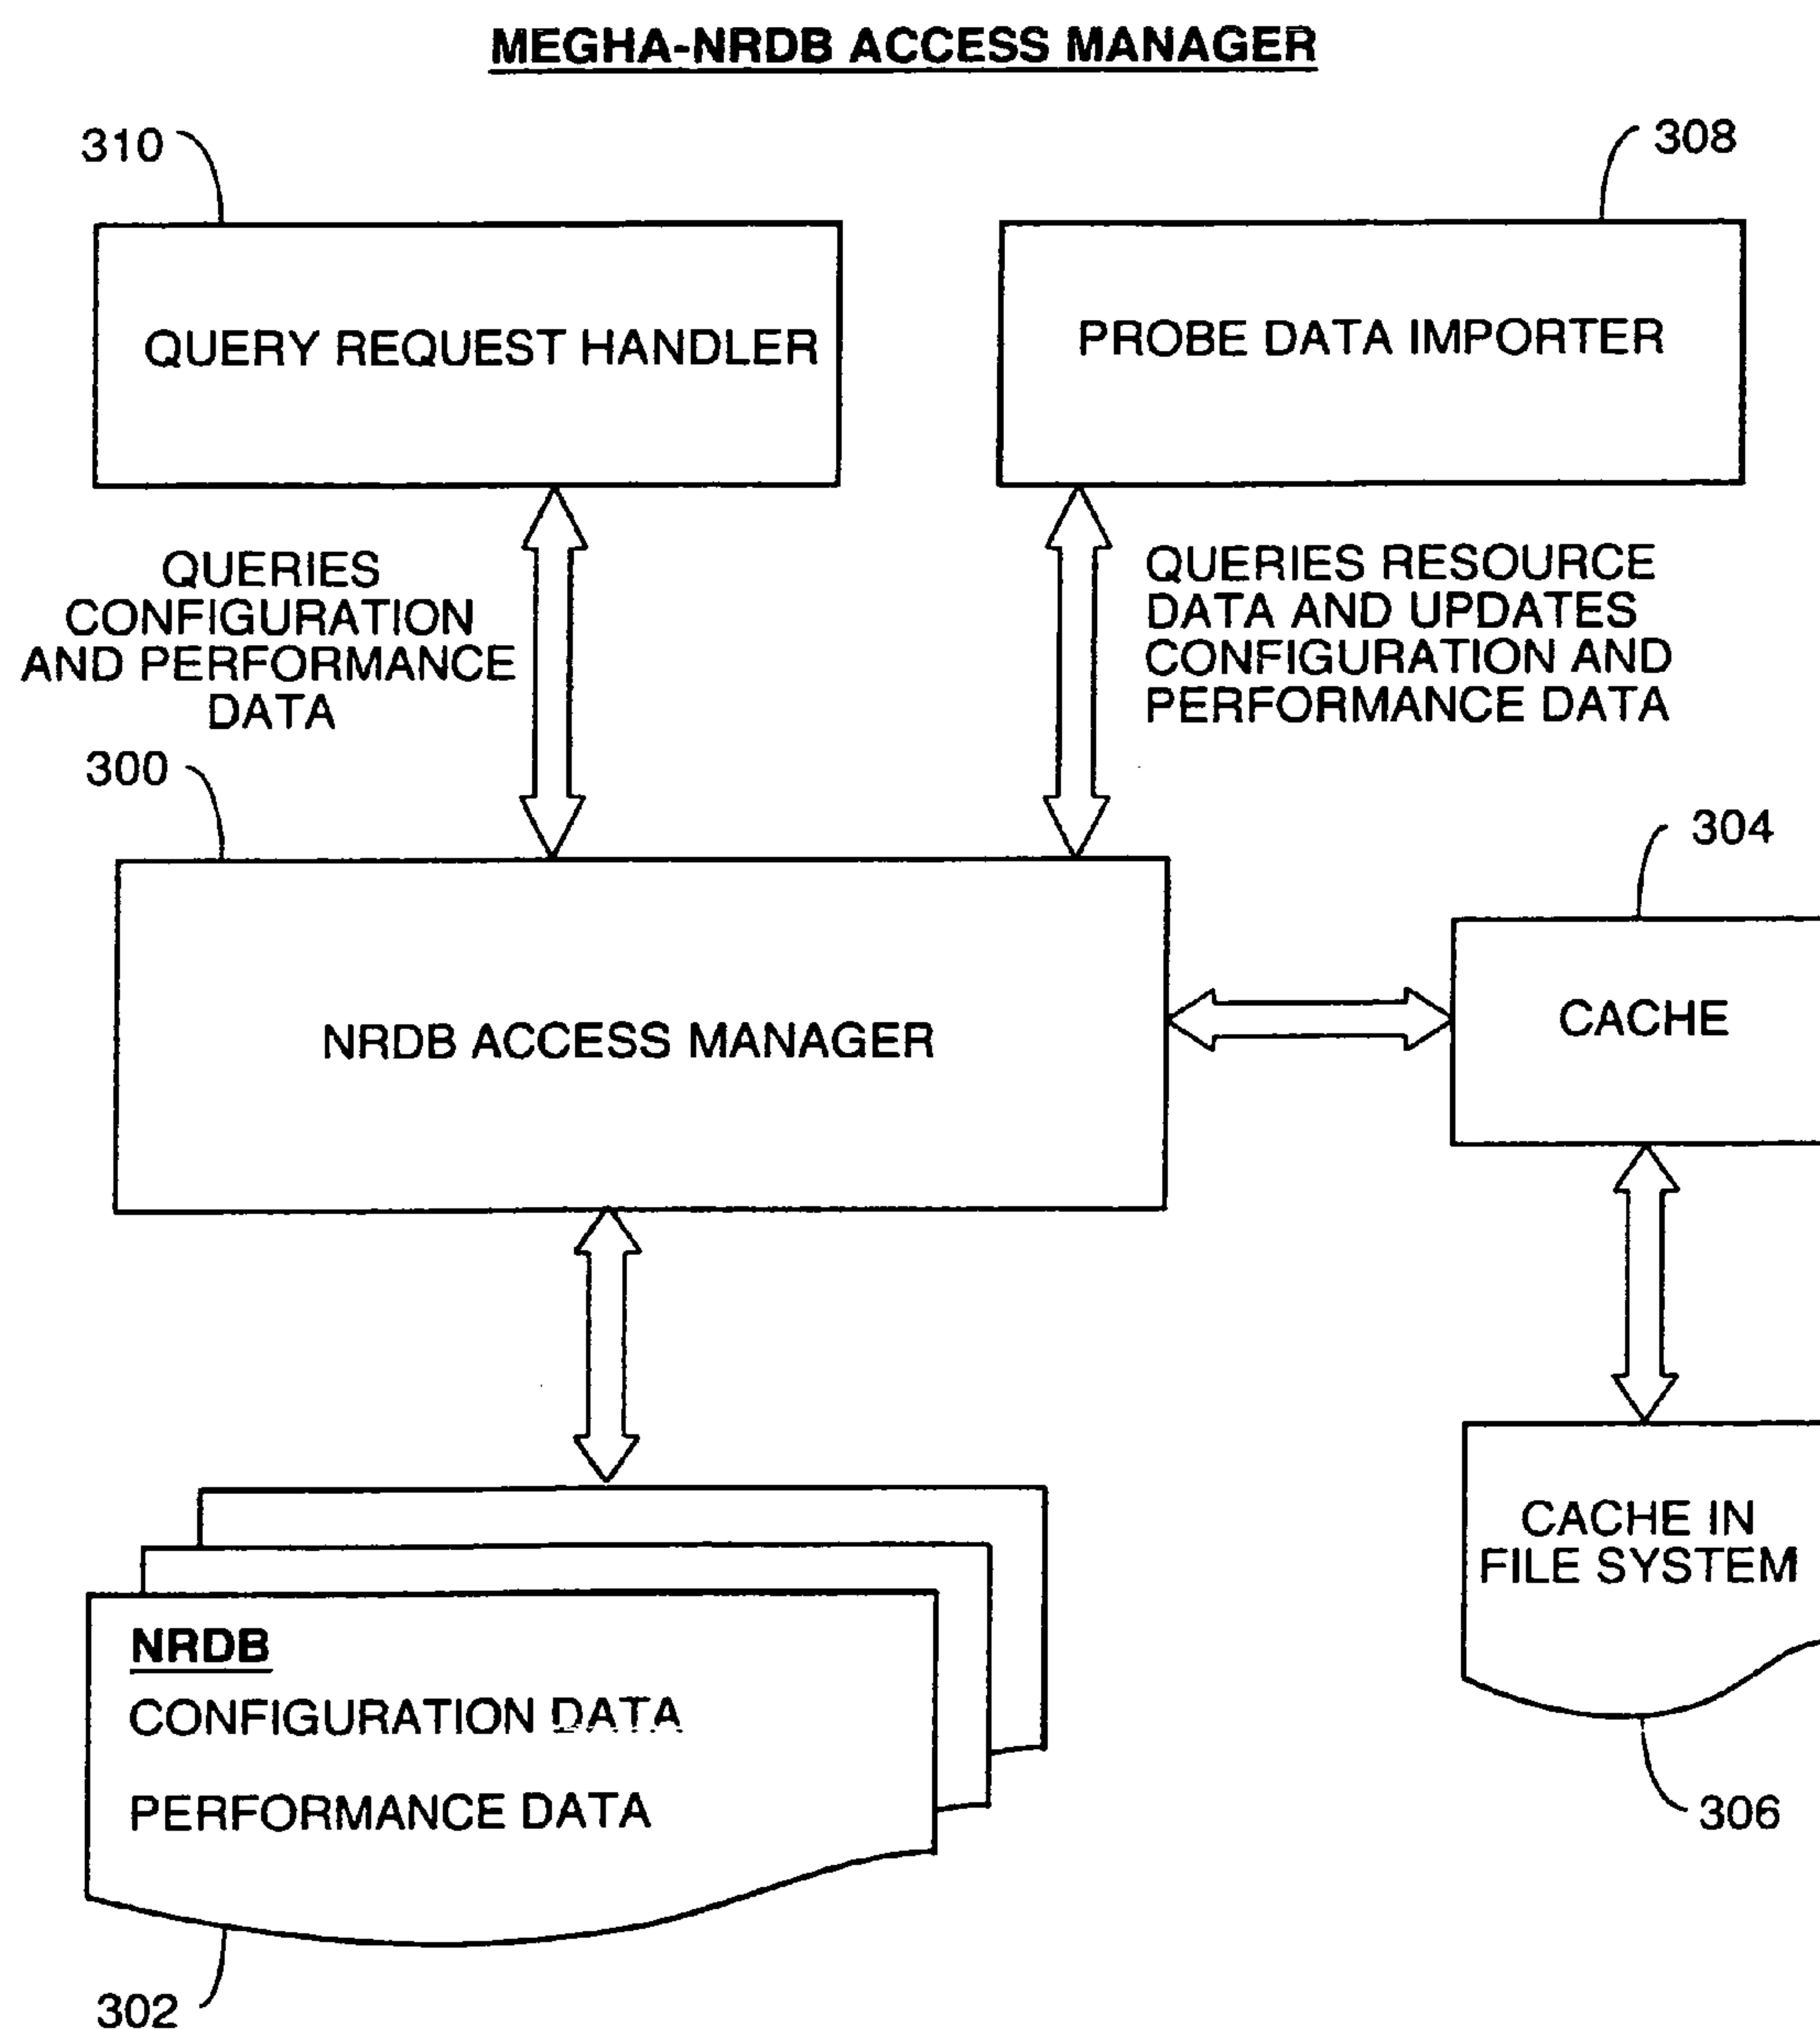 MEGHA-NRDB ACCESS MANAGER
310
308
QUERY REQUEST HANDLER
PROBE DATA IMPORTER
QUERIES
CONFIGURATION
AND PERFORMANCE
DATA
QUERIES RESOURCE
DATA AND UPDATES
CONFIGURATION AND
PERFORMANCE DATA
300
304
NRDB ACCESS MANAGER
CACHE
CACHE IN
FILE SYSTEM
NRDB
CONFIGURATION DATA
PERFORMANCE DATA
306
302